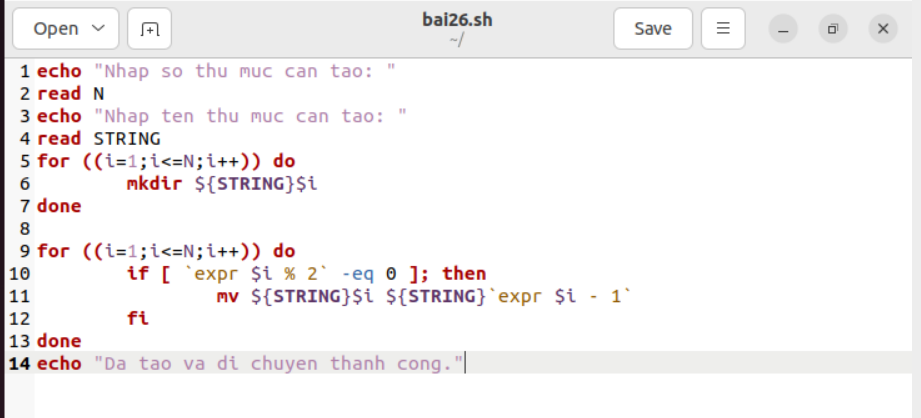 Open bai26.sh Save
~/
1 echo "Nhap so thu muc can tao: "
2 read N
3 echo "Nhap ten thu muc can tao: "
4 read STRING
5 for ((i=1;i<=N;i++)) do
6 mkdir ${STRING}$i
7 done
8
9 for ((i=1;i<=N;i++)) do
10 if [ `expr $i % 2` -eq 0 ]; then
11 mv ${STRING}$i ${STRING}`expr $i - 1`
12 fi
13 done
14 echo "Da tao va di chuyen thanh cong."